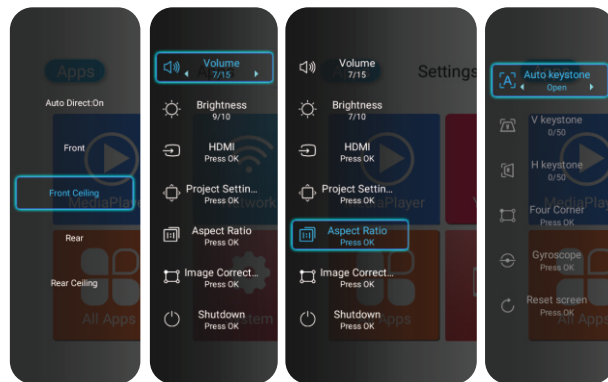 Apps
Auto Direct:On
Front
Front Ceiling
MediaPlay
Rear
Rear Ceiling
All Apps
Volume
7/15
Brightness
9/10
HDMI
Press OK
Project Settin...
Press OK
Aspect Ratio
Press OK
Image Correct...
Press OK
Shutdown
Press OK
Settings
Volume
7/15
Brightness
7/10
HDMI
Press OK
Project Settin...
Press OK
Aspect Ratio
Press OK
Image Correct...
Press OK
Shutdown
Press OK
Auto keystone
Open
V keystone
0/50
H keystone
0/50
Four Corner
Press OK
Gyroscope
Press OK
Reset screen
Press OK